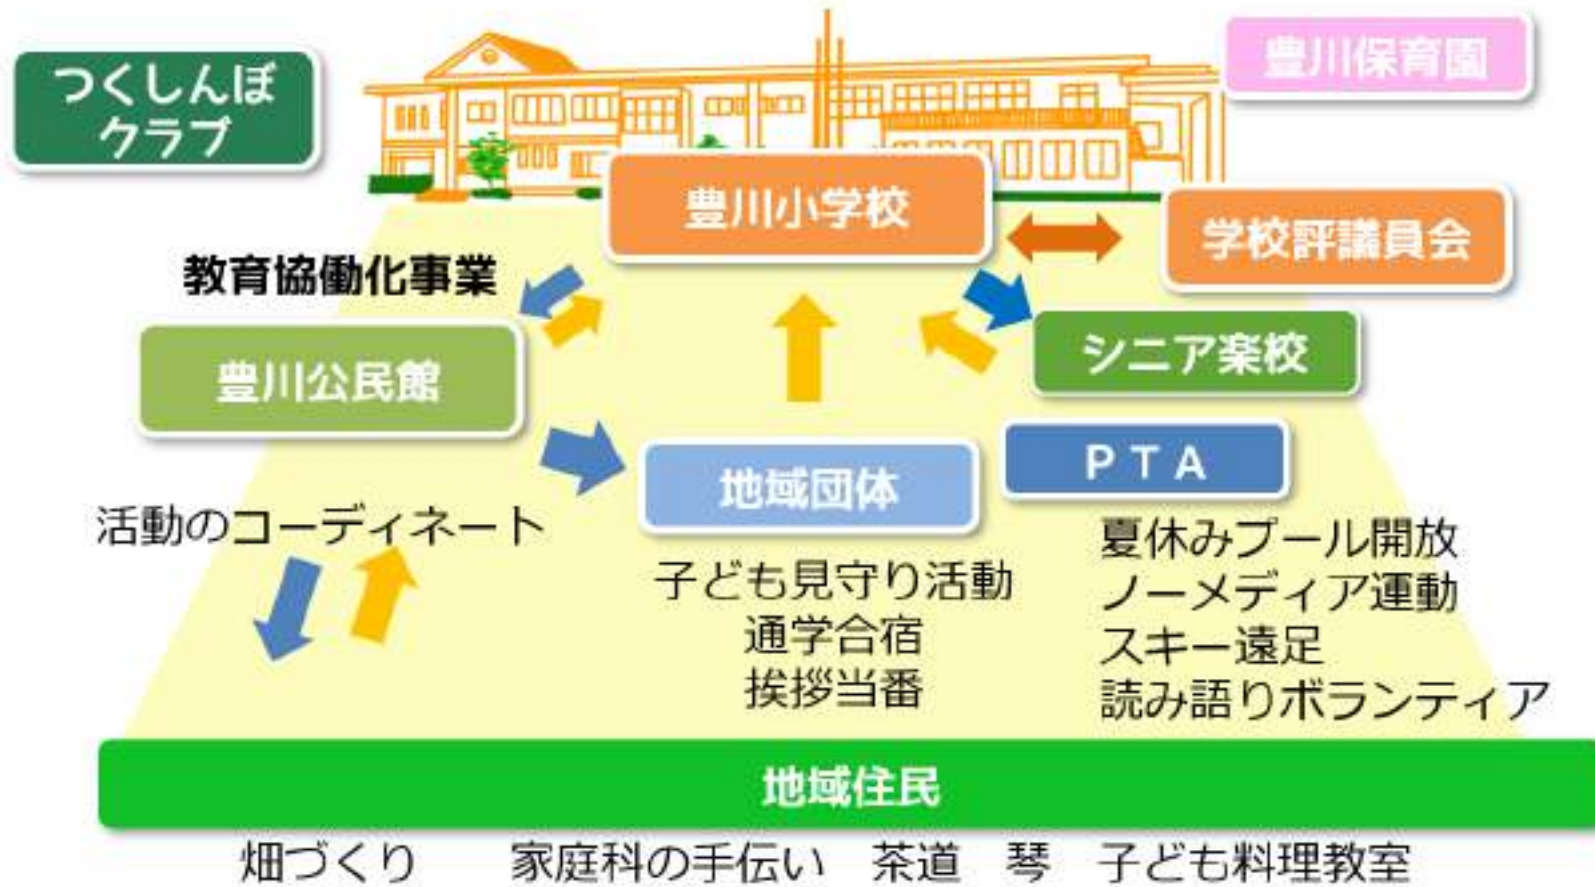 つくしんぼ
クラブ
豊川保育園
豊川小学校
学校評議員会
教育協働化事業
豊川公民館
シニア楽校
地域団体
ＰＴＡ
活動のコーディネート
子ども見守り活動
通学合宿
挨拶当番
夏休みプール開放
ノーメディア運動
スキー遠足
読み語りボランティア
地域住民
畑づくり　家庭科の手伝い　茶道　琴　子ども料理教室